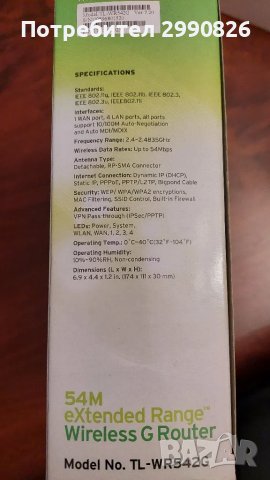 Потребител 2990826
SPECIFICATIONS
Standards:
IEEE 802.11g, IEEE 802.11b, IEEE 802.3,
IEEE 802.3u, IEEE802.11i
Interfaces:
1 WAN port, 4 LAN ports, all ports
support 10/100M Auto-Negotiation
and Auto MDI/MDIX
Frequency Range: 2.4~2.4835GHz
Wireless Data Rates: Up to 54Mbps
Antenna Type:
Detachable, RP-SMA Connector
Internet Connection: Dynamic IP (DHCP),
Static IP, PPPoE, PPTP/L2TP, Bigpond Cable
Security: WEP/ WPA/WPA2 encryptions,
MAC Filtering, SSID Control, Built-in Firewall
Advanced Features:
VPN Pass-through (IPSec/PPTP)
LEDs: Power, System,
WLAN, WAN, 1, 2, 3, 4
Operating Temp.: 0°C~40°C(32°F~104°F)
Operating Humidity:
10%~90%RH, Non-condensing
Dimensions (L x W x H):
6.9 x 4.4 x 1.2 in. (174 x 111 x 30 mm)
54M
eXtended Range™
Wireless G Router
Model No. TL-WR542G
bazar